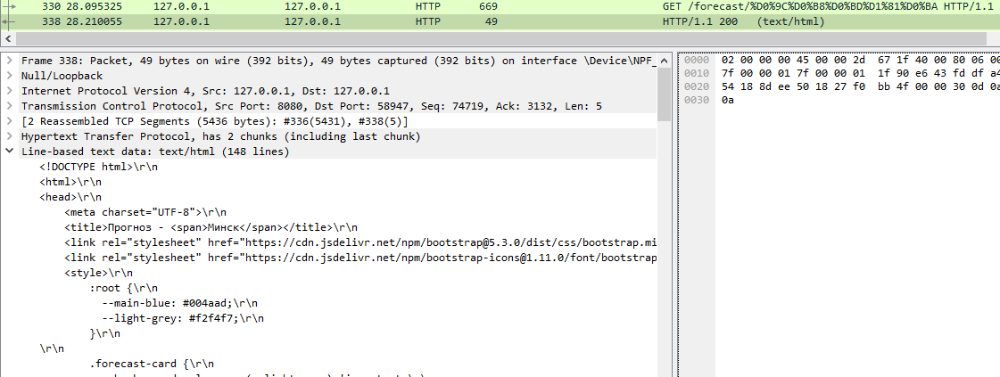 330 28.095325 127.0.0.1 127.0.0.1 HTTP 669 GET /forecast/%D0%9C%D0%B8%D0%BD%D1%81%D0%BA HTTP/1.1
338 28.210055 127.0.0.1 127.0.0.1 HTTP 49 HTTP/1.1 200 (text/html)
Frame 338: Packet, 49 bytes on wire (392 bits), 49 bytes captured (392 bits) on interface \Device\NPF_
Null/Loopback
Internet Protocol Version 4, Src: 127.0.0.1, Dst: 127.0.0.1
Transmission Control Protocol, Src Port: 8080, Dst Port: 58947, Seq: 74719, Ack: 3132, Len: 5
[2 Reassembled TCP Segments (5436 bytes): #336(5431), #338(5)]
Hypertext Transfer Protocol, has 2 chunks (including last chunk)
Line-based text data: text/html (148 lines)
<!DOCTYPE html>\r\n
<html>\r\n
<head>\r\n
<meta charset="UTF-8">\r\n
<title>Прогноз - <span>Минск</span></title>\r\n
<link rel="stylesheet" href="https://cdn.jsdelivr.net/npm/bootstrap@5.3.0/dist/css/bootstrap.mi
<link rel="stylesheet" href="https://cdn.jsdelivr.net/npm/bootstrap-icons@1.11.0/font/bootstrap
<style>\r\n
:root {\r\n
--main-blue: #004aad;\r\n
--light-grey: #f2f4f7;\r\n
}\r\n
\r\n
.forecast-card {\r\n
0000 02 00 00 00 45 00 00 2d 67 1f 40 00 80 06 00
0010 7f 00 00 01 7f 00 00 01 1f 90 e6 43 fd df a4
0020 54 18 8d ee 50 18 27 f0 bb 4f 00 00 30 0d 0a
0030 0a